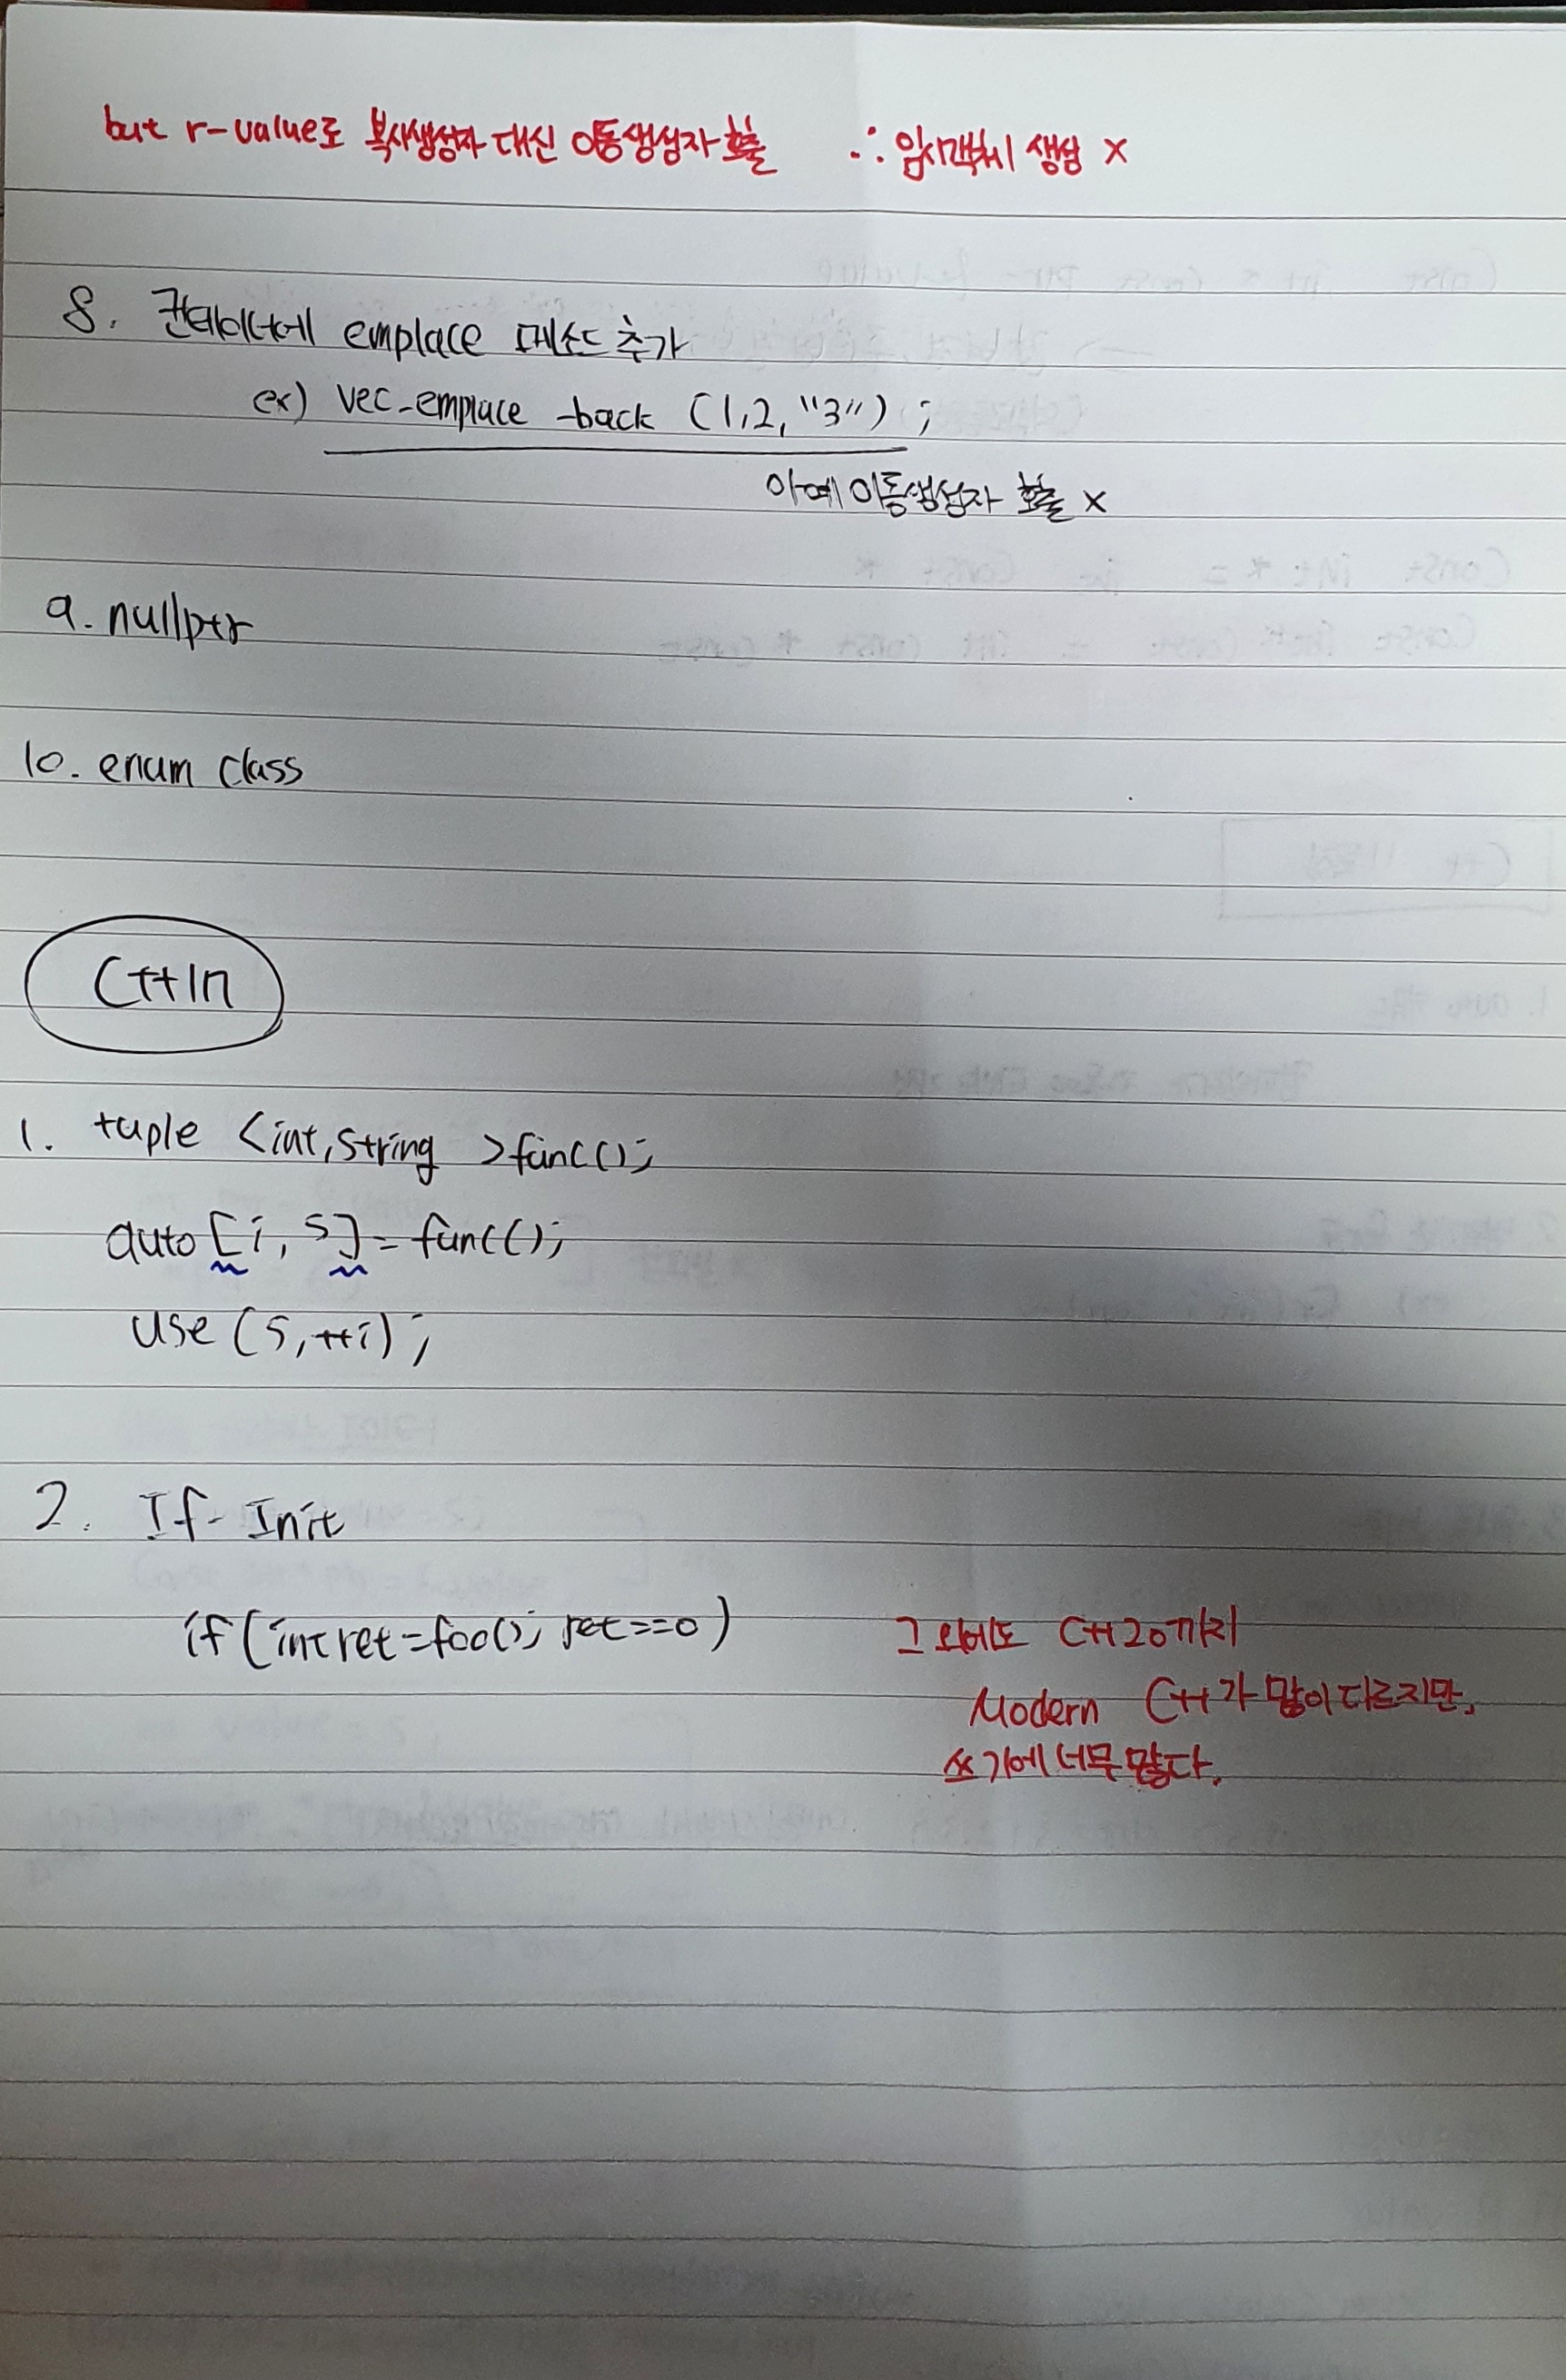 but r-value로 복사생성자 대신 이동생성자 호출 ∴ 임시객체 생성 X
8. 컨테이너에 emplace 메소드 추가
ex) vec-emplace -back (1,2,"3");
아예 이동생성자 호출 X
9. nullptr
10. enum class
C++17
1. tuple <int, string >func();
auto [i, s] = func();
use (s, ++i);
2. If-Init
if (int ret=foo(); ret==0)
그 외에도 C++20까지
Modern C++가 많이 다르지만,
쓰기에 너무 많다.